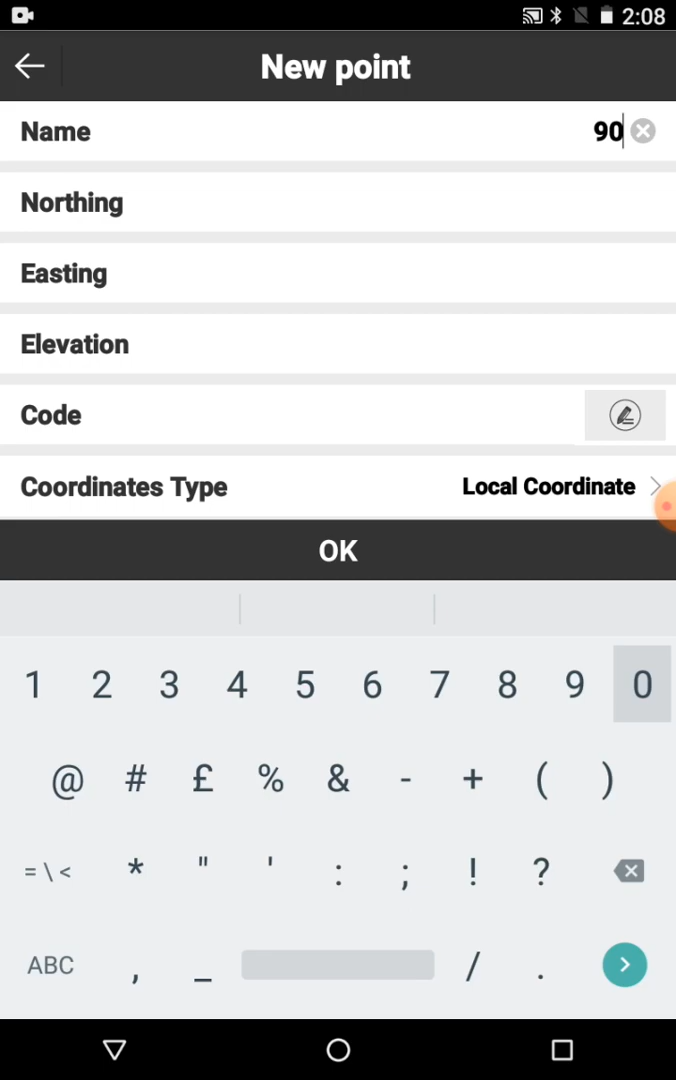 2:08
New point
Name 90
Northing
Easting
Elevation
Code
Coordinates Type Local Coordinate
OK
1 2 3 4 5 6 7 8 9 0
@ # £ % & - + ( )
= \ < * " ' : ; ! ?
ABC , _ / .